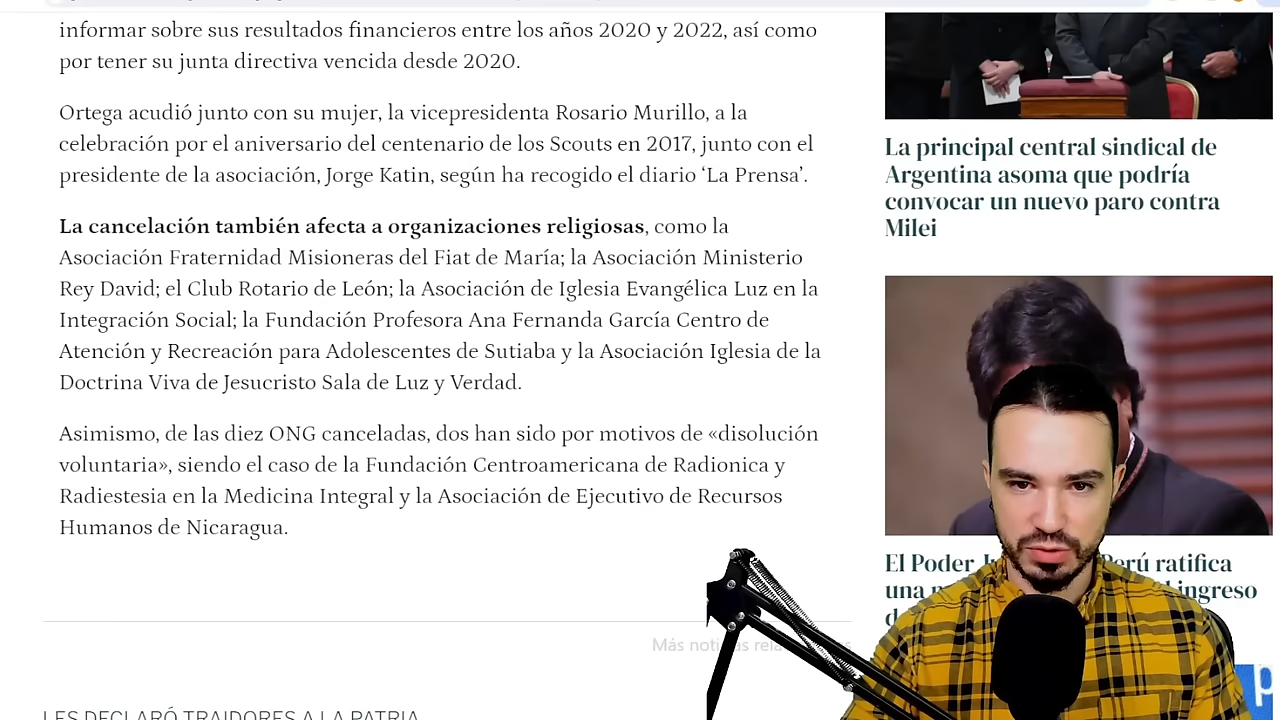 informar sobre sus resultados financieros entre los años 2020 y 2022, así como
por tener su junta directiva vencida desde 2020.
Ortega acudió junto con su mujer, la vicepresidenta Rosario Murillo, a la
celebración por el aniversario del centenario de los Scouts en 2017, junto con el
presidente de la asociación, Jorge Katin, según ha recogido el diario ‘La Prensa’.
La cancelación también afecta a organizaciones religiosas, como la
Asociación Fraternidad Misioneras del Fiat de María; la Asociación Ministerio
Rey David; el Club Rotario de León; la Asociación de Iglesia Evangélica Luz en la
Integración Social; la Fundación Profesora Ana Fernanda García Centro de
Atención y Recreación para Adolescentes de Sutiaba y la Asociación Iglesia de la
Doctrina Viva de Jesucristo Sala de Luz y Verdad.
Asimismo, de las diez ONG canceladas, dos han sido por motivos de «disolución
voluntaria», siendo el caso de la Fundación Centroamericana de Radionica y
Radiestesia en la Medicina Integral y la Asociación de Ejecutivo de Recursos
Humanos de Nicaragua.
Más
LES DECLARÓ TRAIDORES A LA PATRIA
La principal central sindical de
Argentina asoma que podría
convocar un nuevo paro contra
Milei
El Poder Perú ratifica
una ingreso